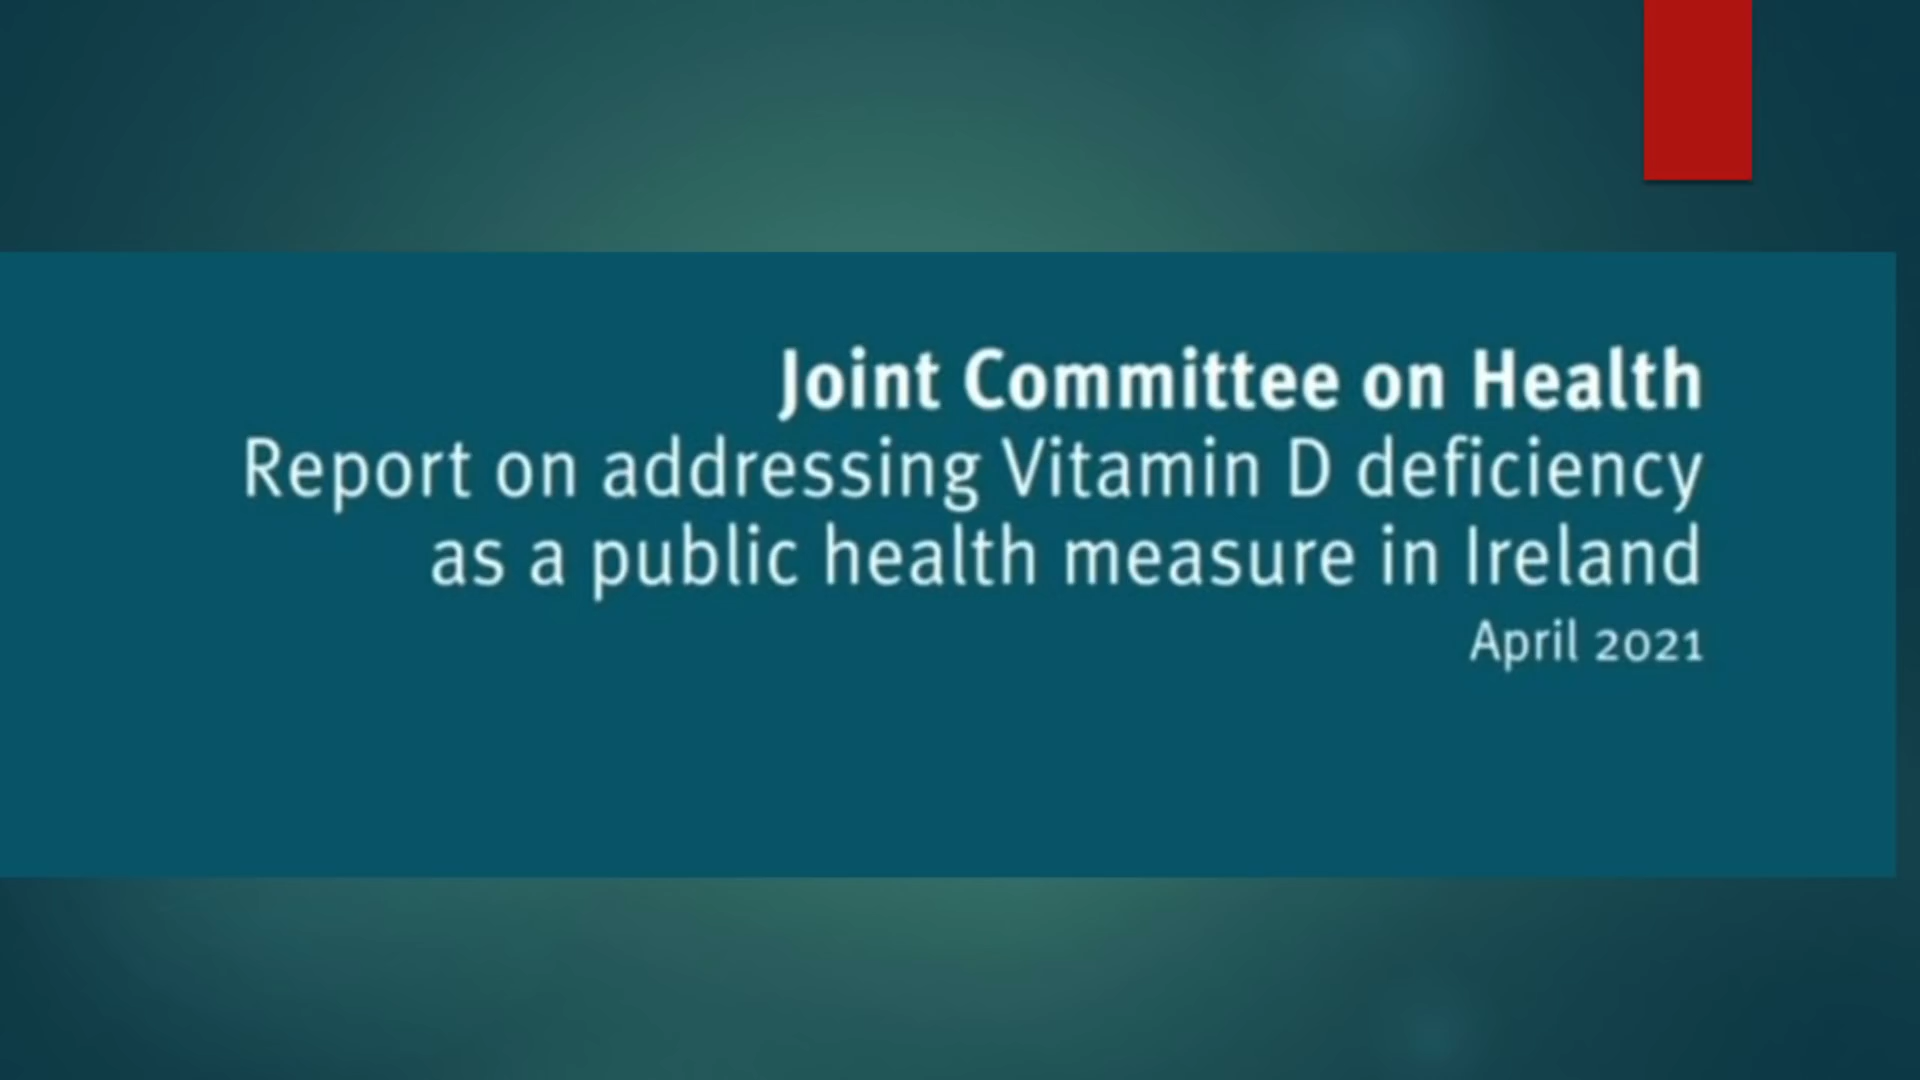 Joint Committee on Health
Report on addressing Vitamin D deficiency
as a public health measure in Ireland
April 2021